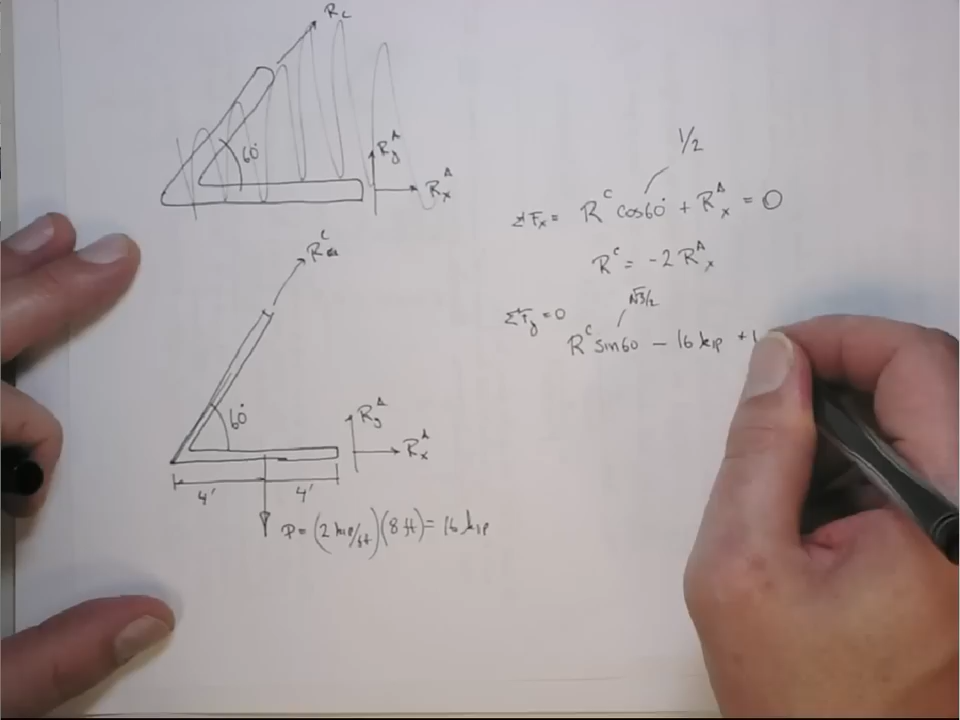 R_C
60°
R_y^A
R_x^A
1/2
ΣF_x = R^C cos60° + R_x^A = 0
R^C = -2 R_x^A
√3/2
ΣF_y = 0
R^C sin60 - 16 kip +
R^C
60°
R_y^A
R_x^A
4' 4'
P = (2 kip/ft)(8 ft) = 16 kip